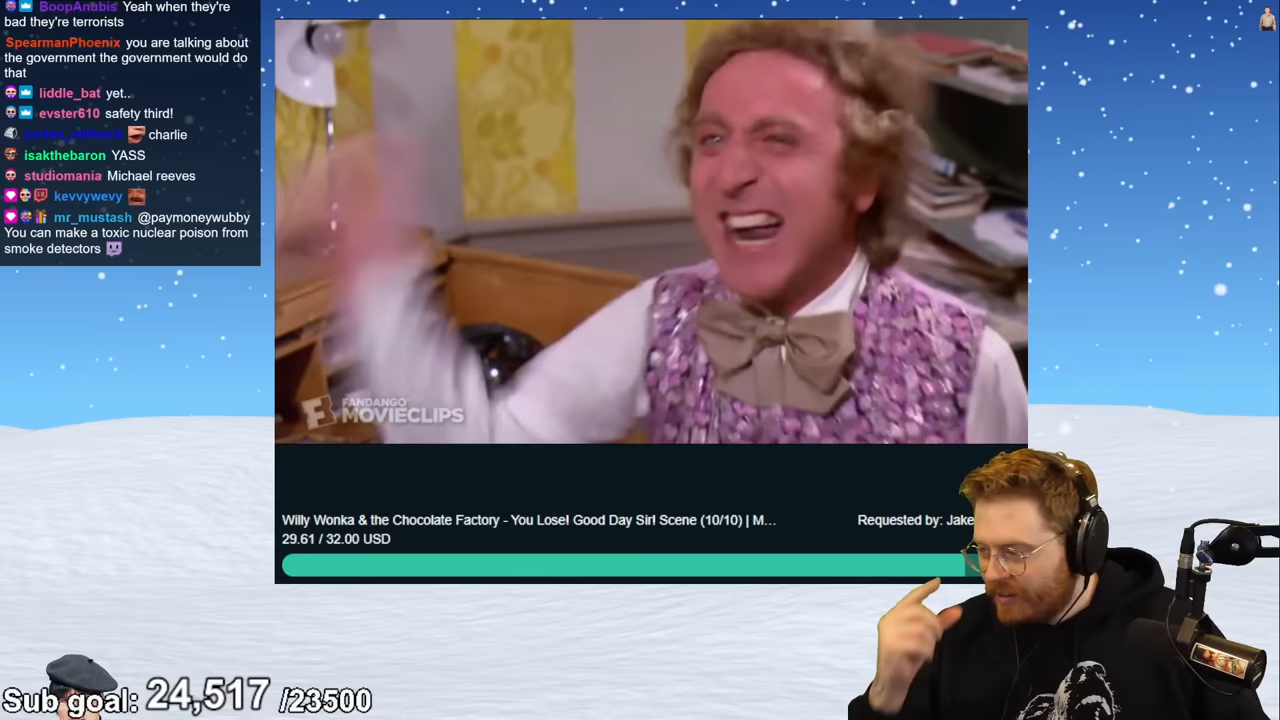 BoopAnubis Yeah when they're
bad they're terrorists
SpearmanPhoenix you are talking about
the government the government would do
that
liddle_bat yet..
evster610 safety third!
charlie
isakthebaron YASS
studiomania Michael reeves
kevvywevy
mr_mustash @paymoneywubby
You can make a toxic nuclear poison from
smoke detectors
FANDANGO
MOVIECLIPS
Willy Wonka & the Chocolate Factory - You Lose! Good Day Sir! Scene (10/10) | M...
Requested by: Jake
29.61 / 32.00 USD
Sub goal: 24,517 /23500